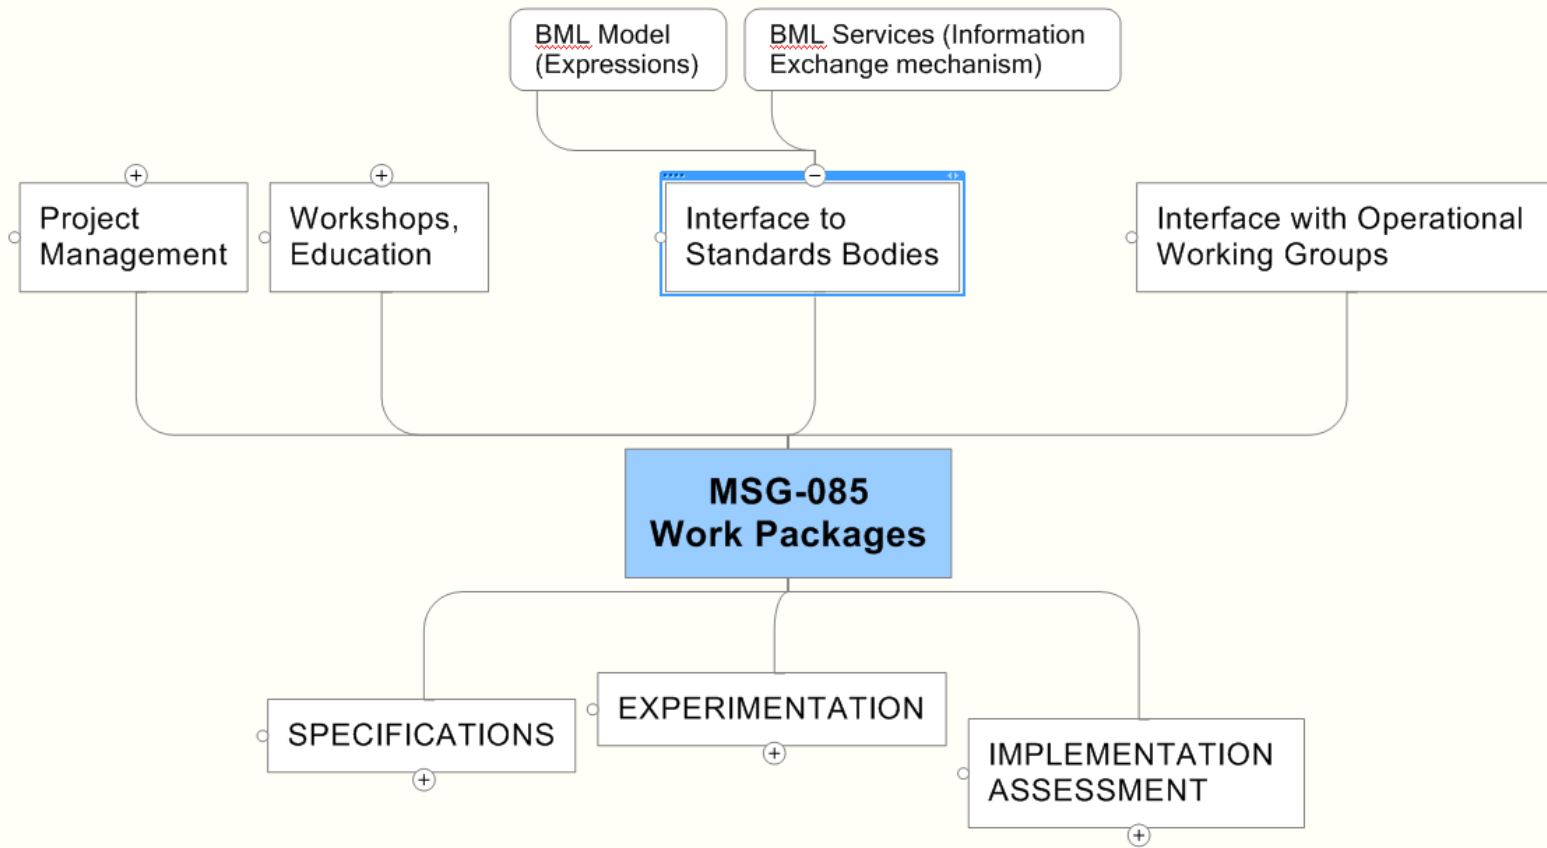 BML Model
(Expressions)
BML Services (Information
Exchange mechanism)
Project
Management
Workshops,
Education
Interface to
Standards Bodies
Interface with Operational
Working Groups
MSG-085
Work Packages
SPECIFICATIONS
EXPERIMENTATION
IMPLEMENTATION
ASSESSMENT